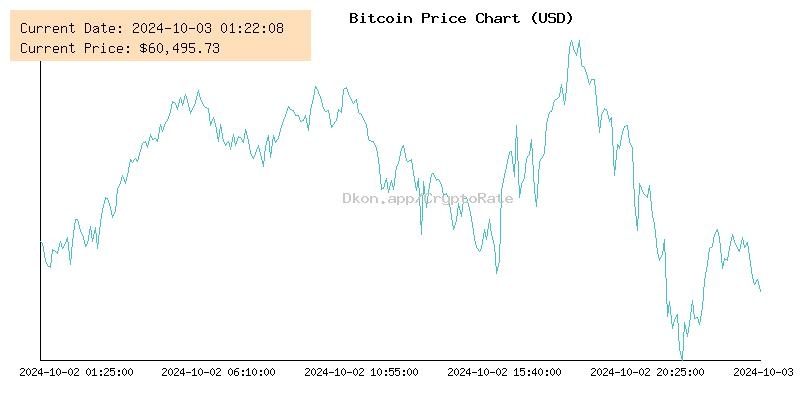 Bitcoin Price Chart (USD)
Current Date: 2024-10-03 01:22:08
Current Price: $60,495.73
Dkon.app/CryptoRate
2024-10-02 01:25:00 2024-10-02 06:10:00 2024-10-02 10:55:00 2024-10-02 15:40:00 2024-10-02 20:25:00 2024-10-03